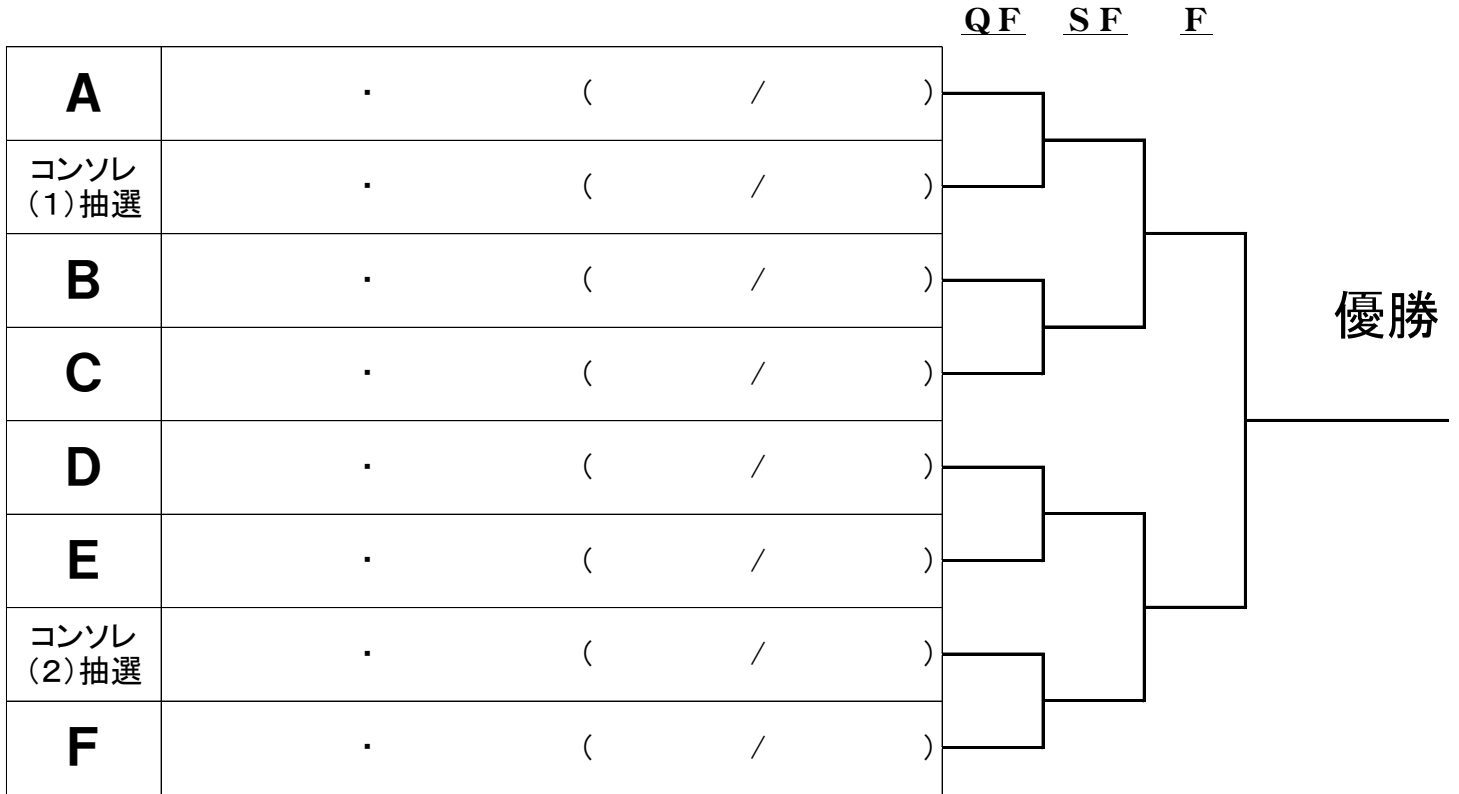 QF SF F
A ・ ( / )
コンソレ
(1)抽選 ・ ( / )
B ・ ( / )
優勝
C ・ ( / )
D ・ ( / )
E ・ ( / )
コンソレ
(2)抽選 ・ ( / )
F ・ ( / )